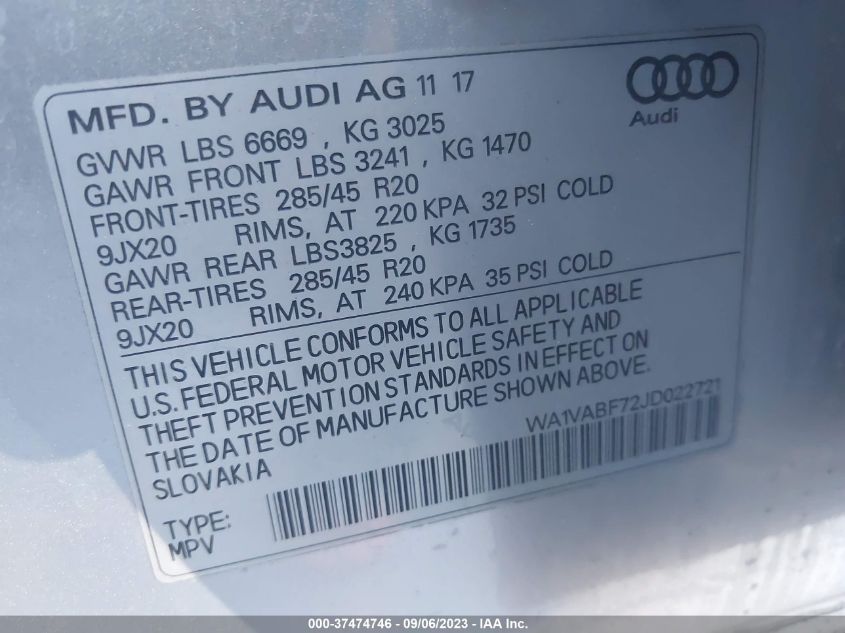 MFD. BY AUDI AG 11 17
Audi
GVWR LBS 6669 , KG 3025
GAWR FRONT LBS 3241 , KG 1470
FRONT-TIRES 285/45 R20
9JX20 RIMS, AT 220 KPA 32 PSI COLD
GAWR REAR LBS3825 , KG 1735
REAR-TIRES 285/45 R20
9JX20 RIMS, AT 240 KPA 35 PSI COLD
THIS VEHICLE CONFORMS TO ALL APPLICABLE
U.S. FEDERAL MOTOR VEHICLE SAFETY AND
THEFT PREVENTION STANDARDS IN EFFECT ON
THE DATE OF MANUFACTURE SHOWN ABOVE.
SLOVAKIA
WA1VABF72JD022721
TYPE:
MPV
000-37474746 - 09/06/2023 - IAA Inc.